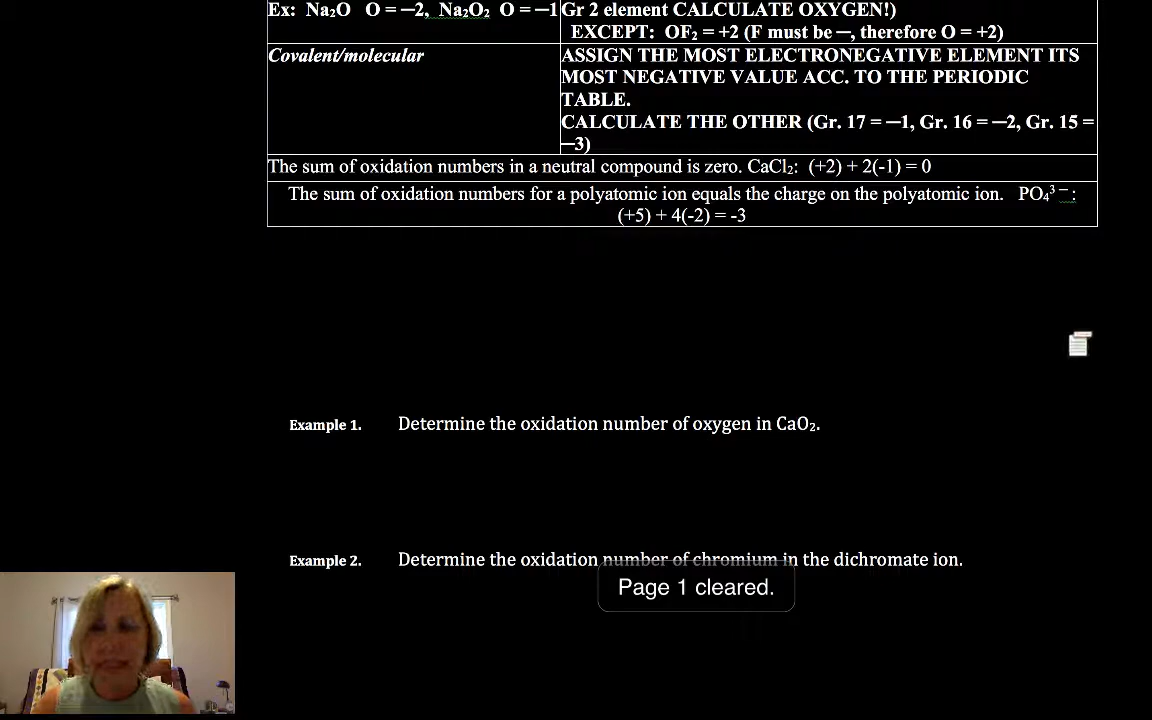 Ex: Na₂O O = —2, Na₂O₂ O = —1
Gr 2 element CALCULATE OXYGEN!)
EXCEPT: OF₂ = +2 (F must be —, therefore O = +2)
Covalent/molecular
ASSIGN THE MOST ELECTRONEGATIVE ELEMENT ITS
MOST NEGATIVE VALUE ACC. TO THE PERIODIC
TABLE.
CALCULATE THE OTHER (Gr. 17 = —1, Gr. 16 = —2, Gr. 15 =
—3)
The sum of oxidation numbers in a neutral compound is zero. CaCl₂: (+2) + 2(-1) = 0
The sum of oxidation numbers for a polyatomic ion equals the charge on the polyatomic ion. PO₄³⁻:
(+5) + 4(-2) = -3
Example 1. Determine the oxidation number of oxygen in CaO₂.
Example 2. Determine the oxidation number of chromium in the dichromate ion.
Page 1 cleared.